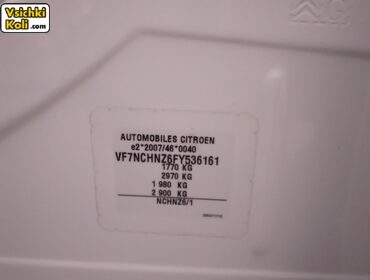 Vsichki
Koli.com
AUTOMOBILES CITROEN
e2*2007/46*0040
VF7NCHNZ6FY536161
1770 KG
2970 KG
1 980 KG
2 900 KG
NCHNZ6/1